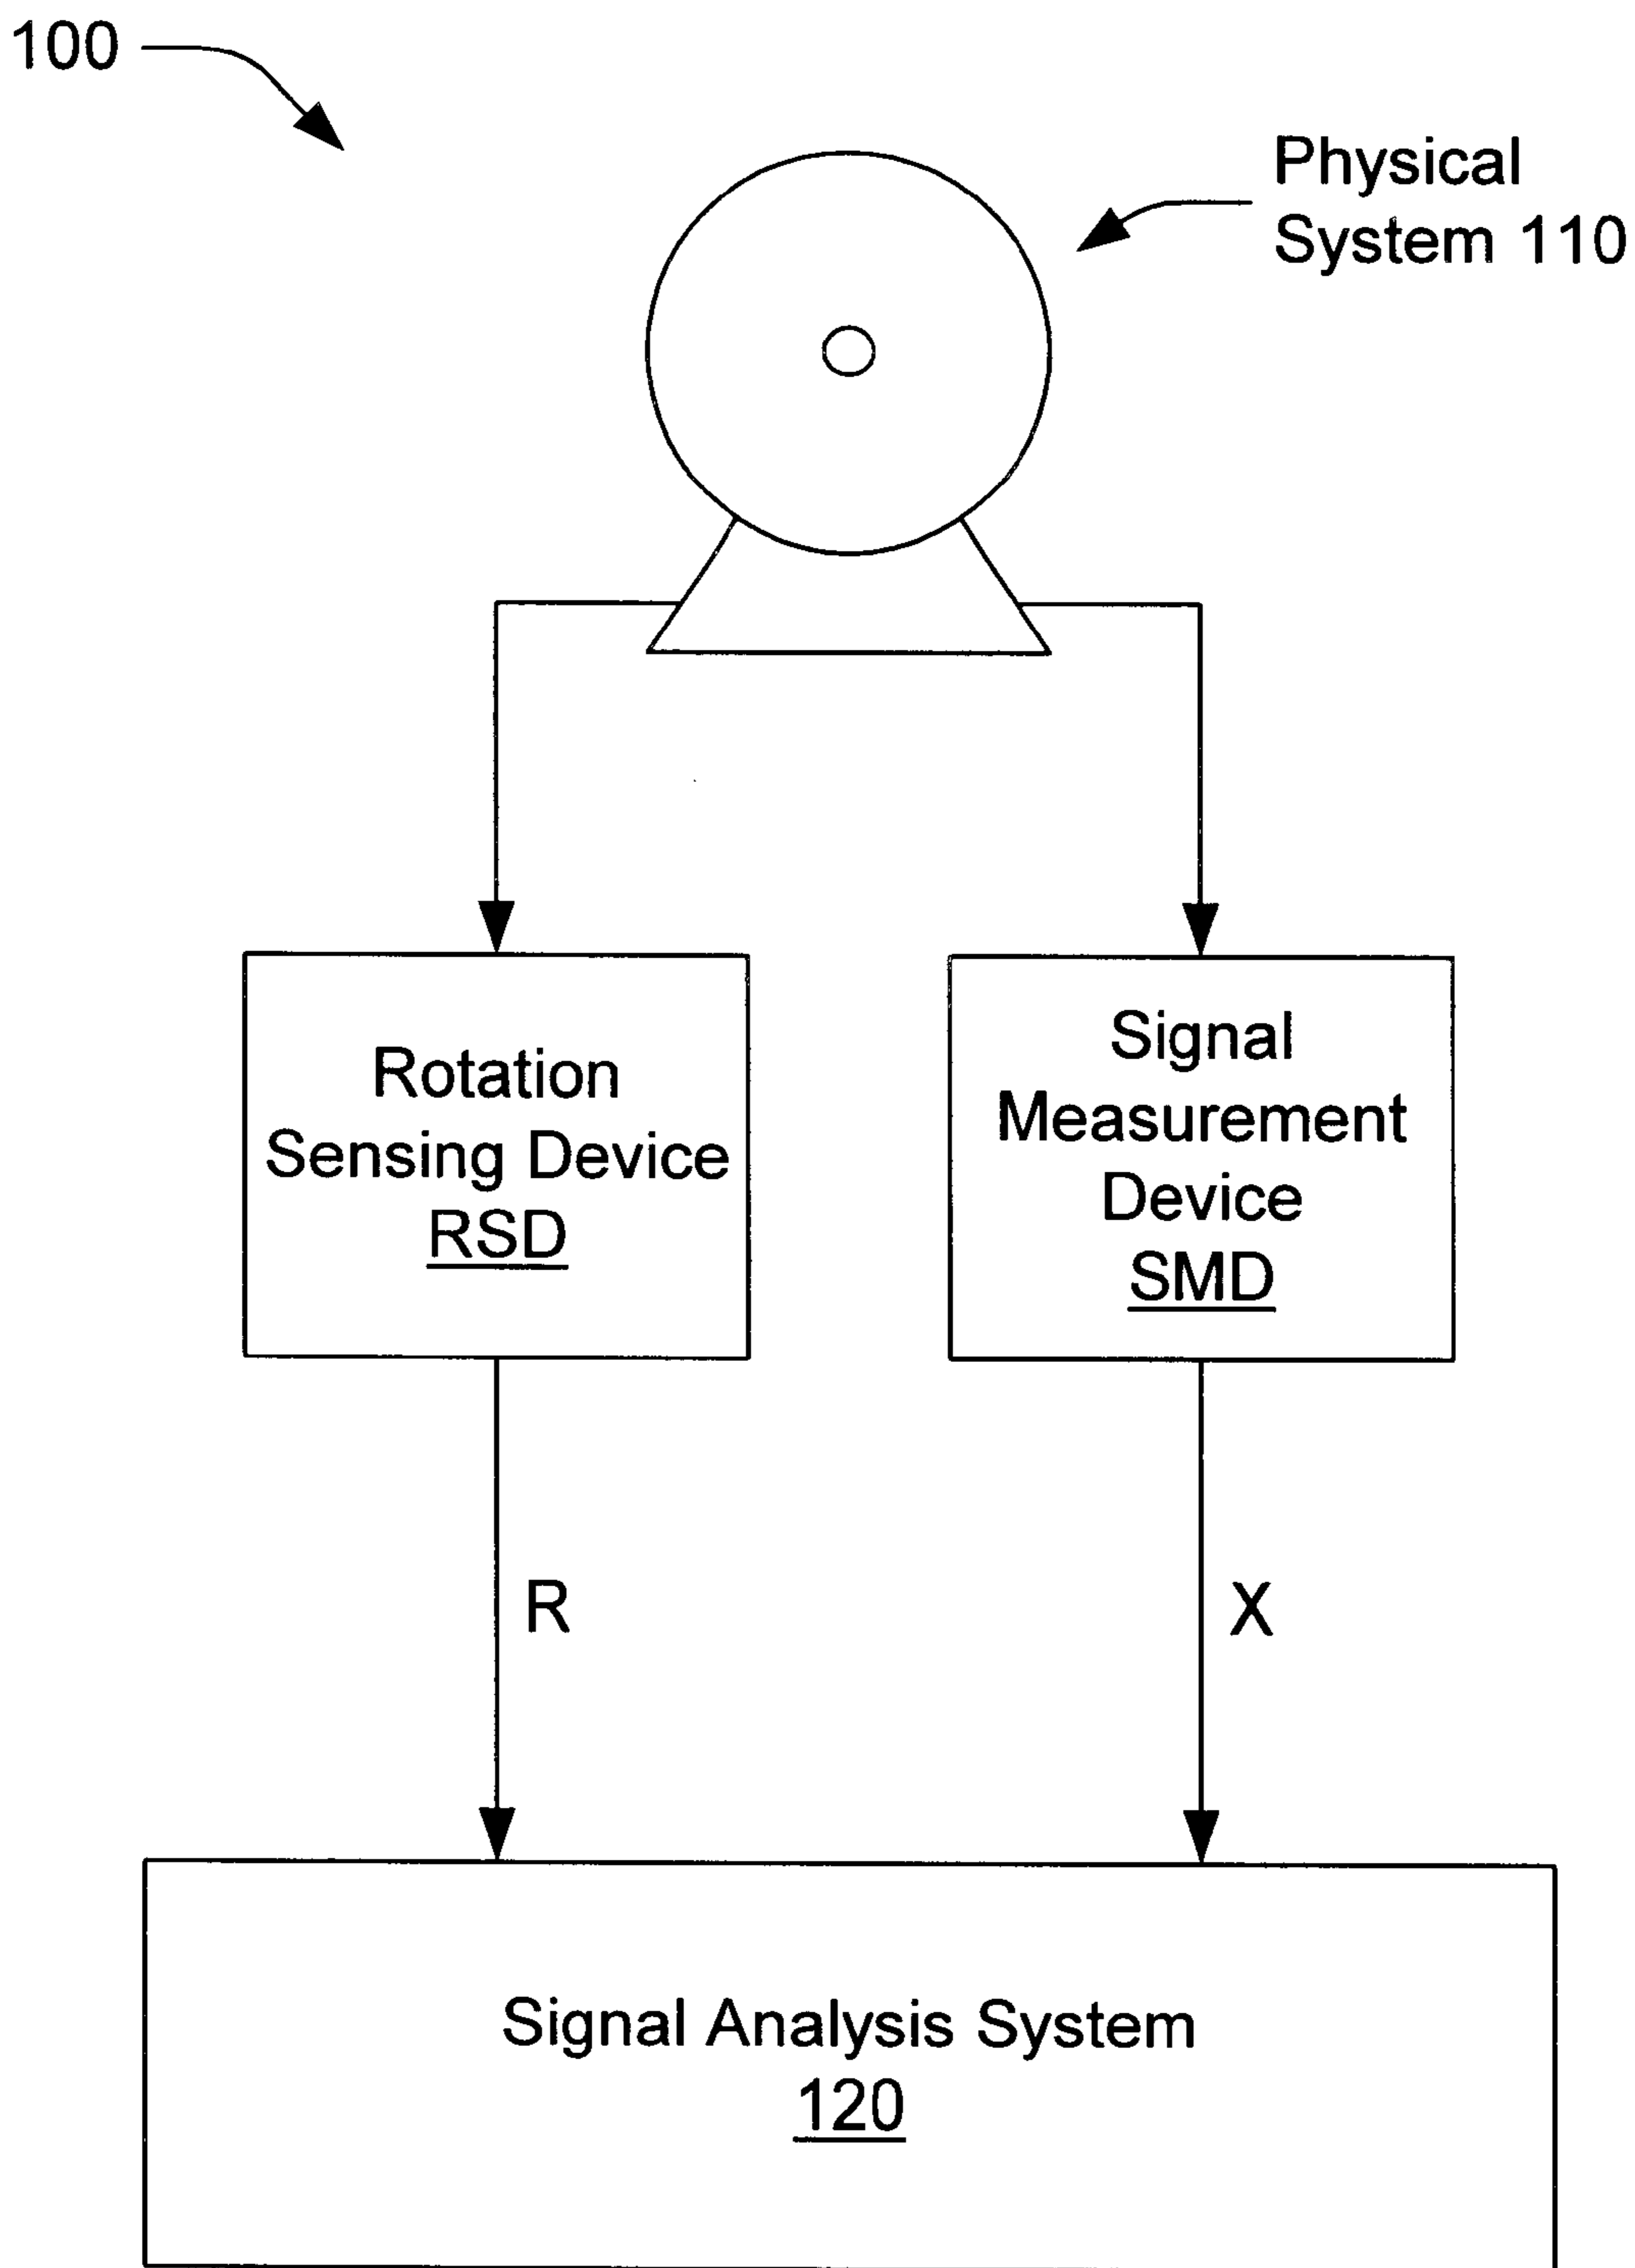 100
Physical
System 110
Rotation
Sensing Device
RSD
Signal
Measurement
Device
SMD
R
X
Signal Analysis System
120